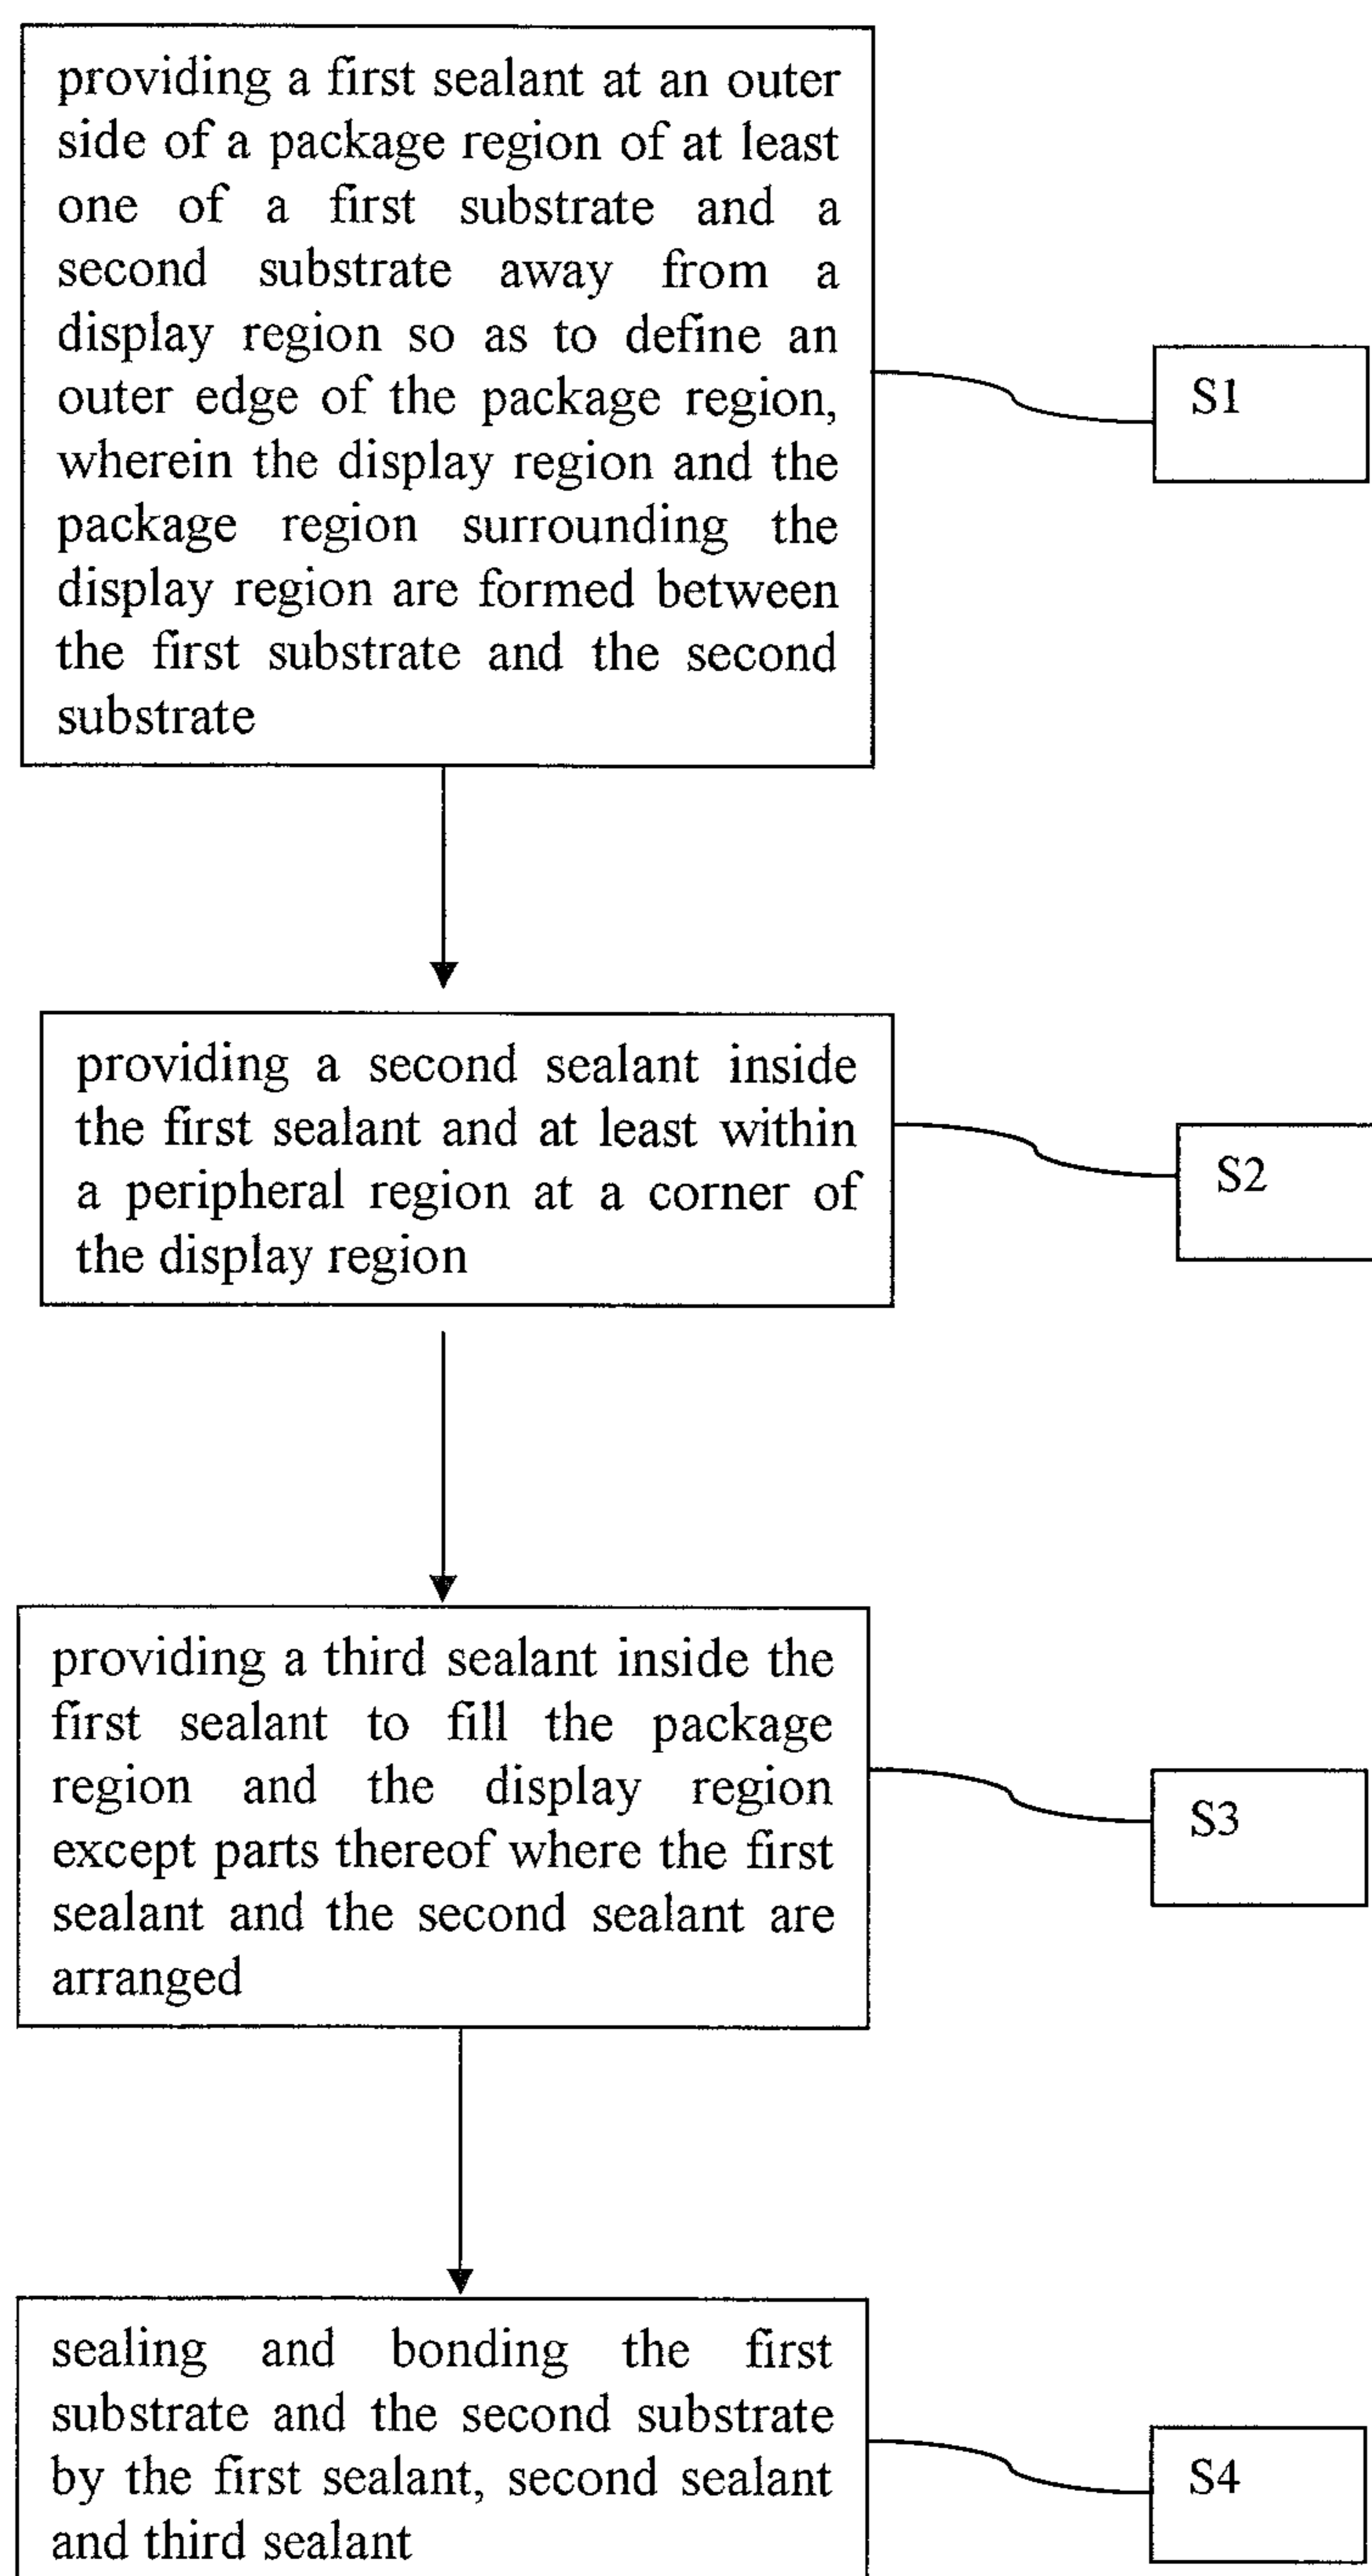 providing a first sealant at an outer
side of a package region of at least
one of a first substrate and a
second substrate away from a
display region so as to define an
outer edge of the package region,
wherein the display region and the
package region surrounding the
display region are formed between
the first substrate and the second
substrate
S1
providing a second sealant inside
the first sealant and at least within
a peripheral region at a corner of
the display region
S2
providing a third sealant inside the
first sealant to fill the package
region and the display region
except parts thereof where the first
sealant and the second sealant are
arranged
S3
sealing and bonding the first
substrate and the second substrate
by the first sealant, second sealant
and third sealant
S4